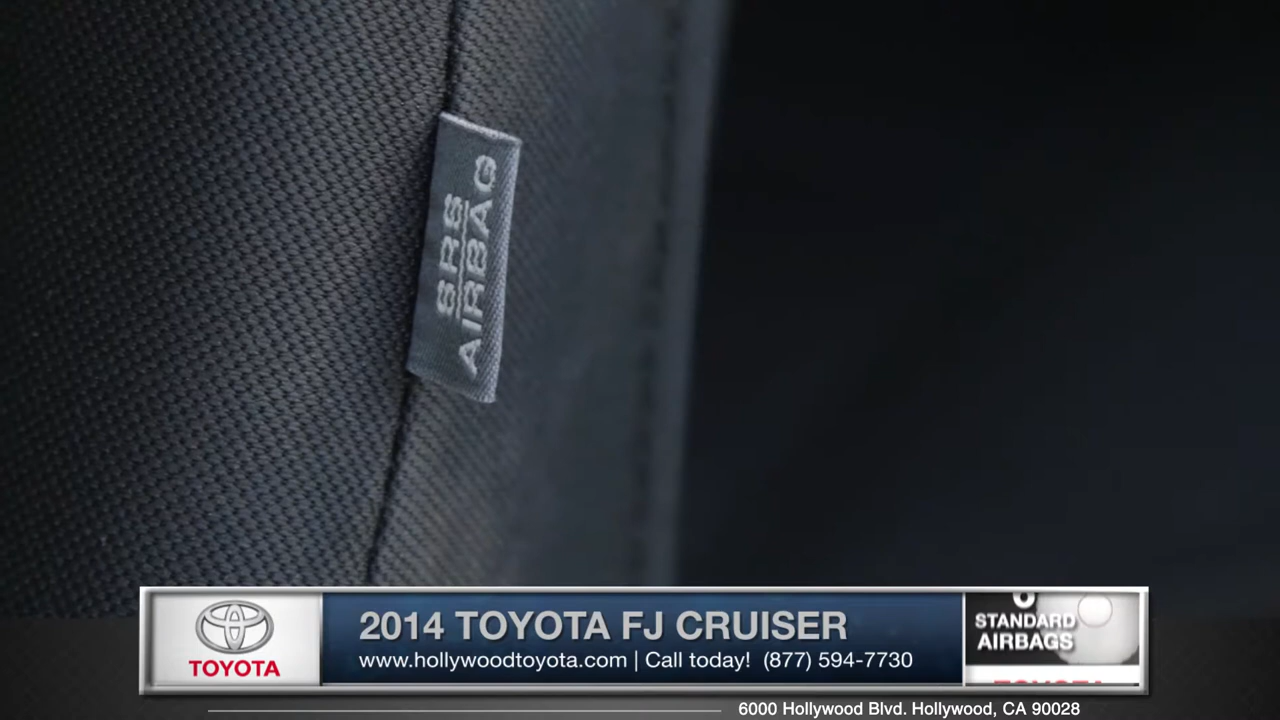 SRS
AIRBAG
2014 TOYOTA FJ CRUISER
www.hollywoodtoyota.com | Call today! (877) 594-7730
TOYOTA
STANDARD
AIRBAGS
6000 Hollywood Blvd. Hollywood, CA 90028